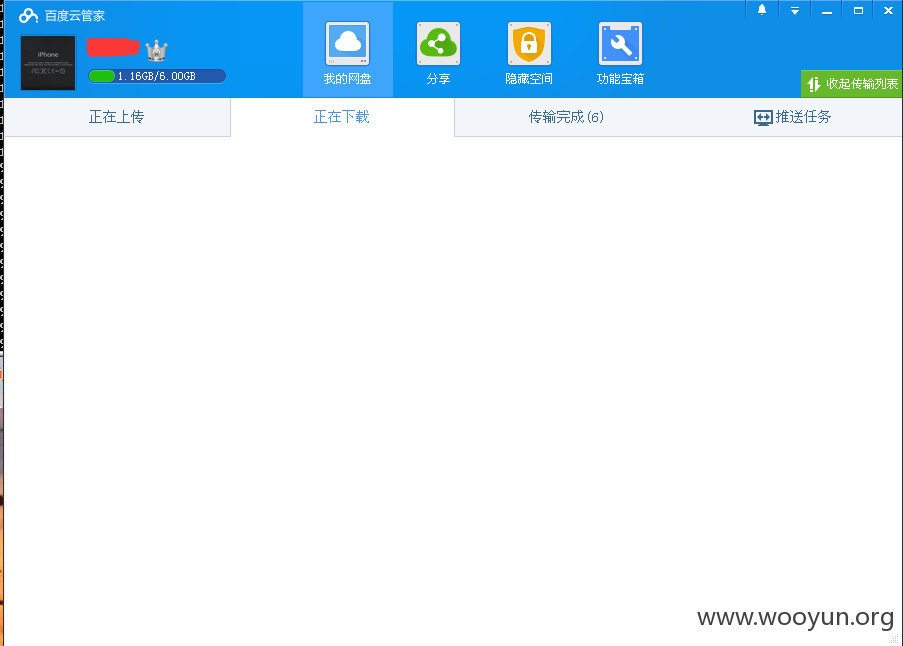 百度云管家
iPhone
1.16GB/6.00GB
我的网盘
分享
隐藏空间
功能宝箱
收起传输列表
正在上传
正在下载
传输完成(6)
推送任务
www.wooyun.org